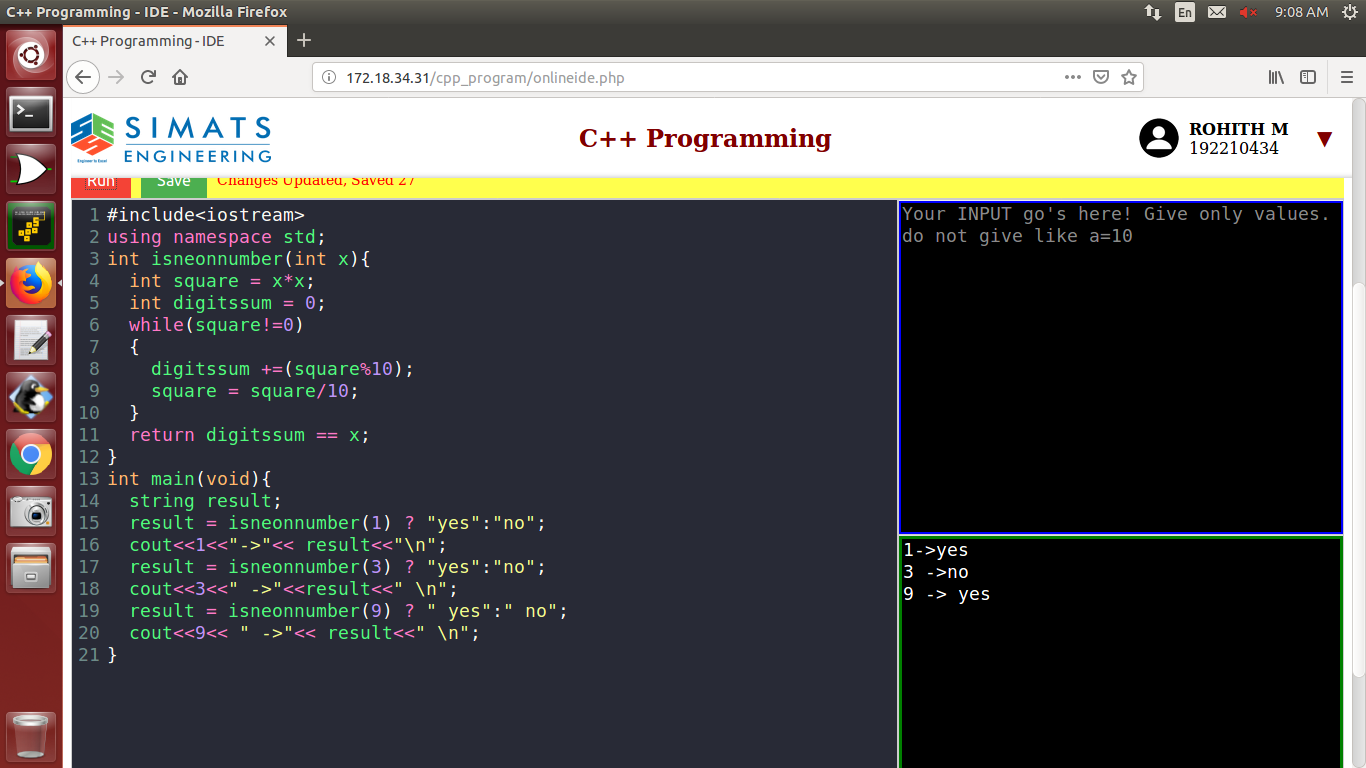 C++ Programming - IDE - Mozilla Firefox
En
9:08 AM
C++ Programming - IDE
172.18.34.31/cpp_program/onlineide.php
SIMATS
ENGINEERING
Engineer to Excel
C++ Programming
ROHITH M
192210434
Run
Save
Changes Updated, Saved 27
1 #include<iostream>
2 using namespace std;
3 int isneonnumber(int x){
4   int square = x*x;
5   int digitssum = 0;
6   while(square!=0)
7   {
8     digitssum +=(square%10);
9     square = square/10;
10   }
11   return digitssum == x;
12 }
13 int main(void){
14   string result;
15   result = isneonnumber(1) ? "yes":"no";
16   cout<<1<<"->"<< result<<"\n";
17   result = isneonnumber(3) ? "yes":"no";
18   cout<<3<<" ->"<<result<<" \n";
19   result = isneonnumber(9) ? " yes":" no";
20   cout<<9<< " ->"<< result<<" \n";
21 }
Your INPUT go's here! Give only values.
do not give like a=10
1->yes
3 ->no
9 -> yes